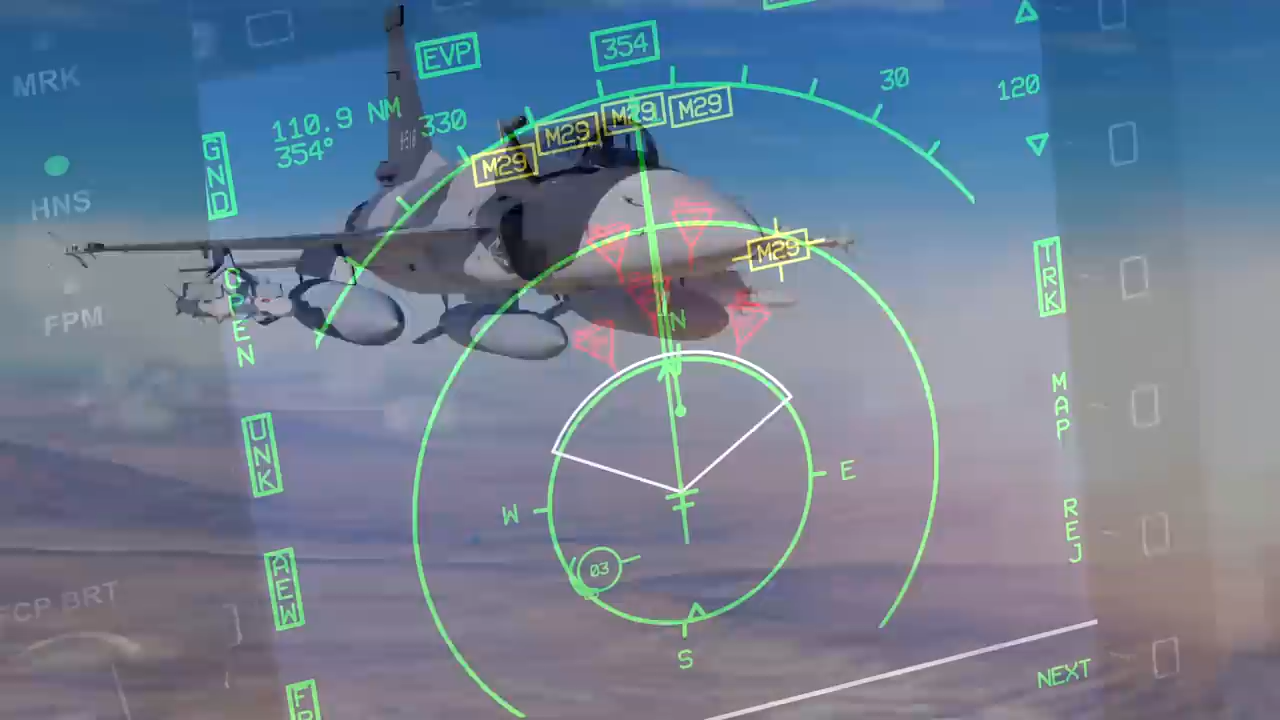 MRK
HNS
FPM
FCP BRT
EVP
354
110.9 NM
354°
330
30
120
M29
M29
M29
M29
M29
GND
OPEN
UNK
AEW
TRK
MAP
REJ
NEXT
N
W
E
S
03